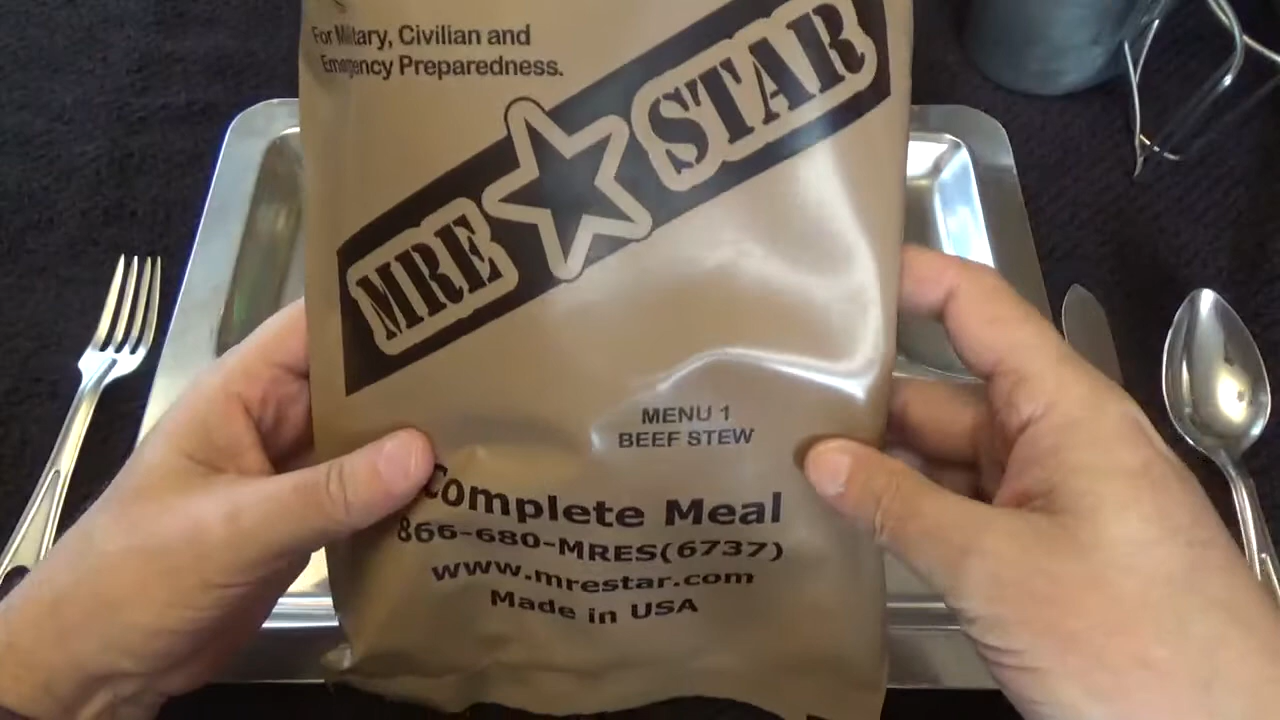 For Military, Civilian and
Emergency Preparedness.
MRE STAR
MENU 1
BEEF STEW
Complete Meal
866-680-MRES(6737)
www.mrestar.com
Made in USA